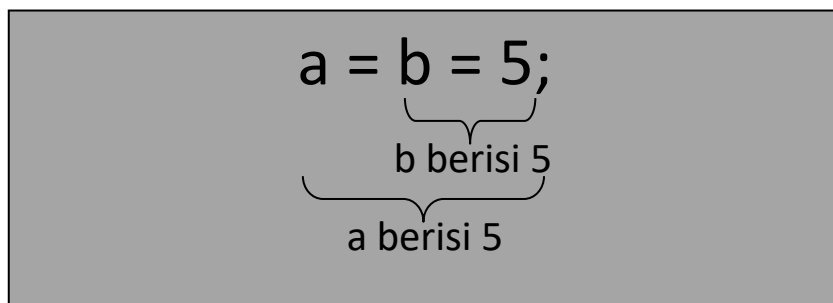 a = b = 5;
b berisi 5
a berisi 5